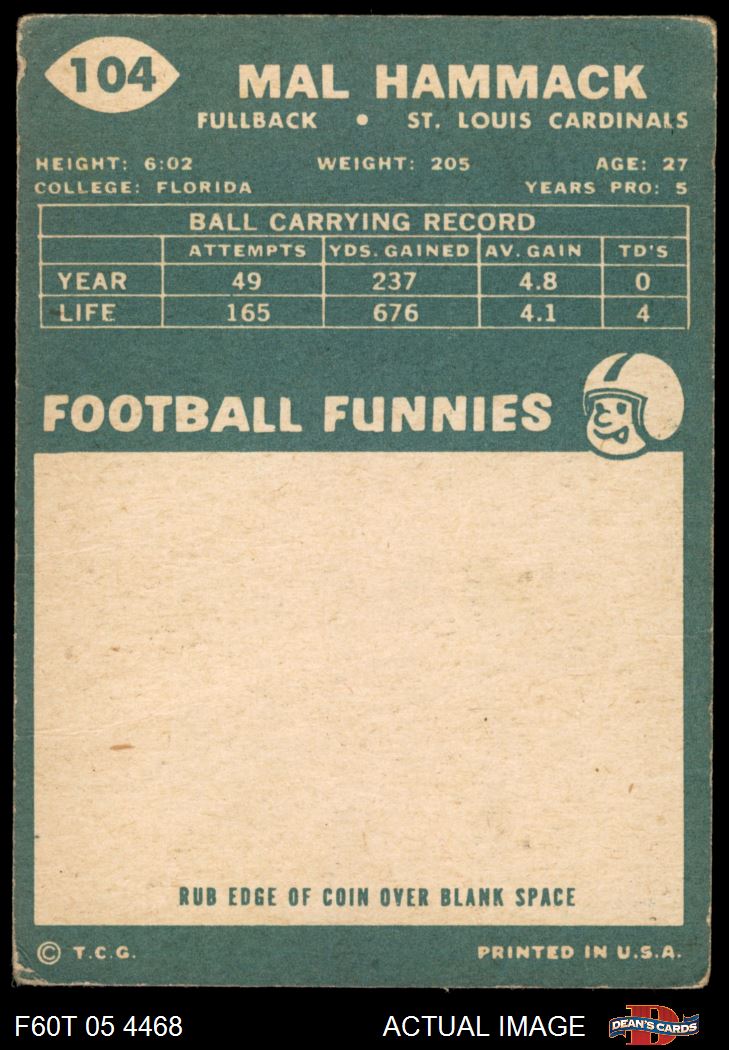 104
MAL HAMMACK
FULLBACK • ST. LOUIS CARDINALS
HEIGHT: 6:02 WEIGHT: 205 AGE: 27
COLLEGE: FLORIDA YEARS PRO: 5
BALL CARRYING RECORD
ATTEMPTS YDS. GAINED AV. GAIN TD'S
YEAR 49 237 4.8 0
LIFE 165 676 4.1 4
FOOTBALL FUNNIES
RUB EDGE OF COIN OVER BLANK SPACE
© T.C.G. PRINTED IN U.S.A.
F60T 05 4468 ACTUAL IMAGE D DEAN'S CARDS